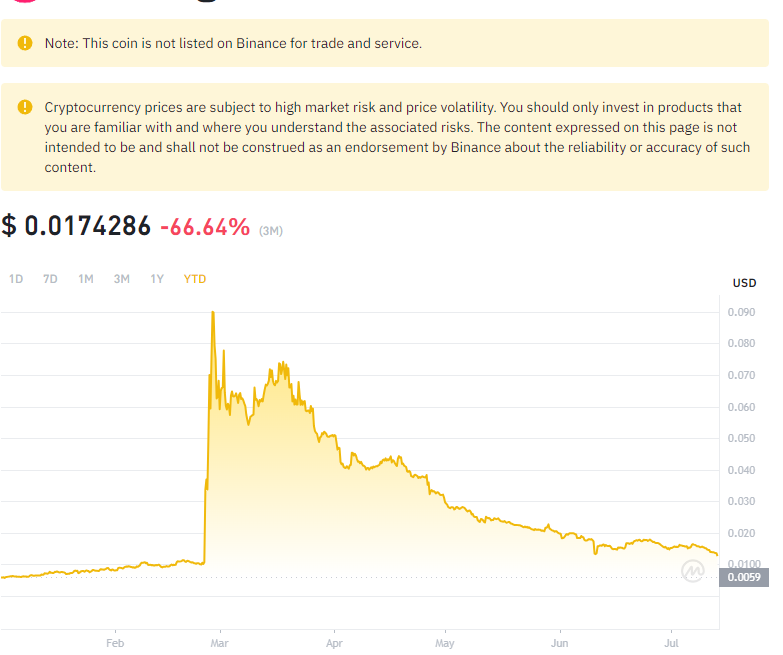 Note: This coin is not listed on Binance for trade and service.
Cryptocurrency prices are subject to high market risk and price volatility. You should only invest in products that
you are familiar with and where you understand the associated risks. The content expressed on this page is not
intended to be and shall not be construed as an endorsement by Binance about the reliability or accuracy of such
content.
$ 0.0174286 -66.64% (3M)
1D 7D 1M 3M 1Y YTD
USD
0.090
0.080
0.070
0.060
0.050
0.040
0.030
0.020
0.0100
0.0059
Feb Mar Apr May Jun Jul